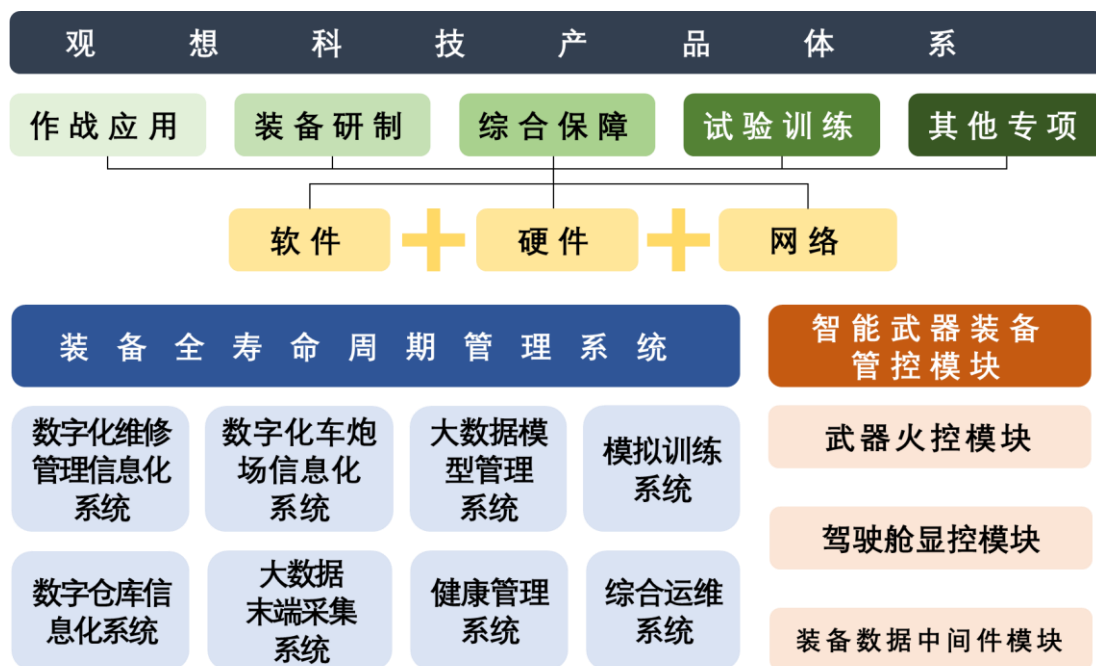 观想科技产品体系
作战应用
装备研制
综合保障
试验训练
其他专项
软件
硬件
网络
装备全寿命周期管理系统
智能武器装备
管控模块
数字化维修
管理信息化
系统
数字化车炮
场信息化
系统
大数据模
型管理
系统
模拟训练
系统
武器火控模块
驾驶舱显控模块
数字仓库信
息化系统
大数据
末端采集
系统
健康管理
系统
综合运维
系统
装备数据中间件模块